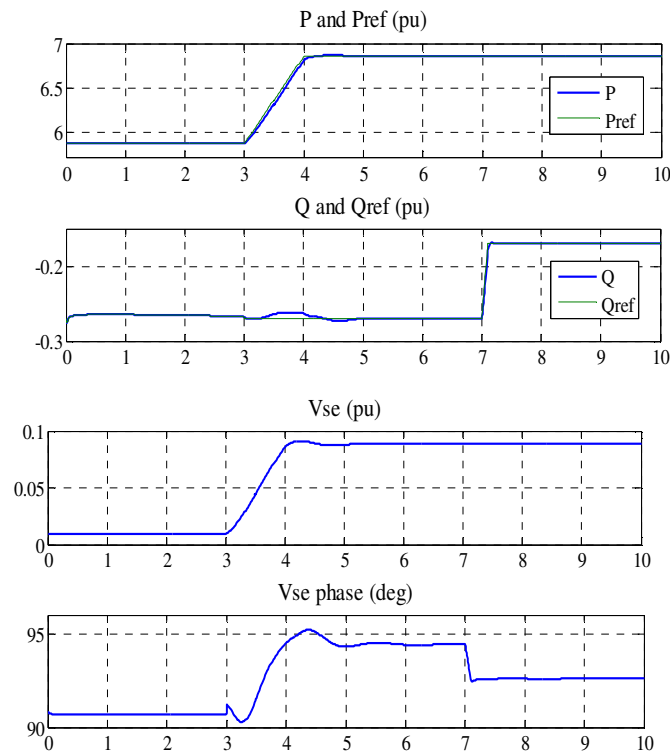 P and Pref (pu)
7
6.5
6
P
Pref
0 1 2 3 4 5 6 7 8 9 10
Q and Qref (pu)
-0.2
-0.3
Q
Qref
0 1 2 3 4 5 6 7 8 9 10
Vse (pu)
0.1
0.05
0
0 1 2 3 4 5 6 7 8 9 10
Vse phase (deg)
95
90
0 1 2 3 4 5 6 7 8 9 10